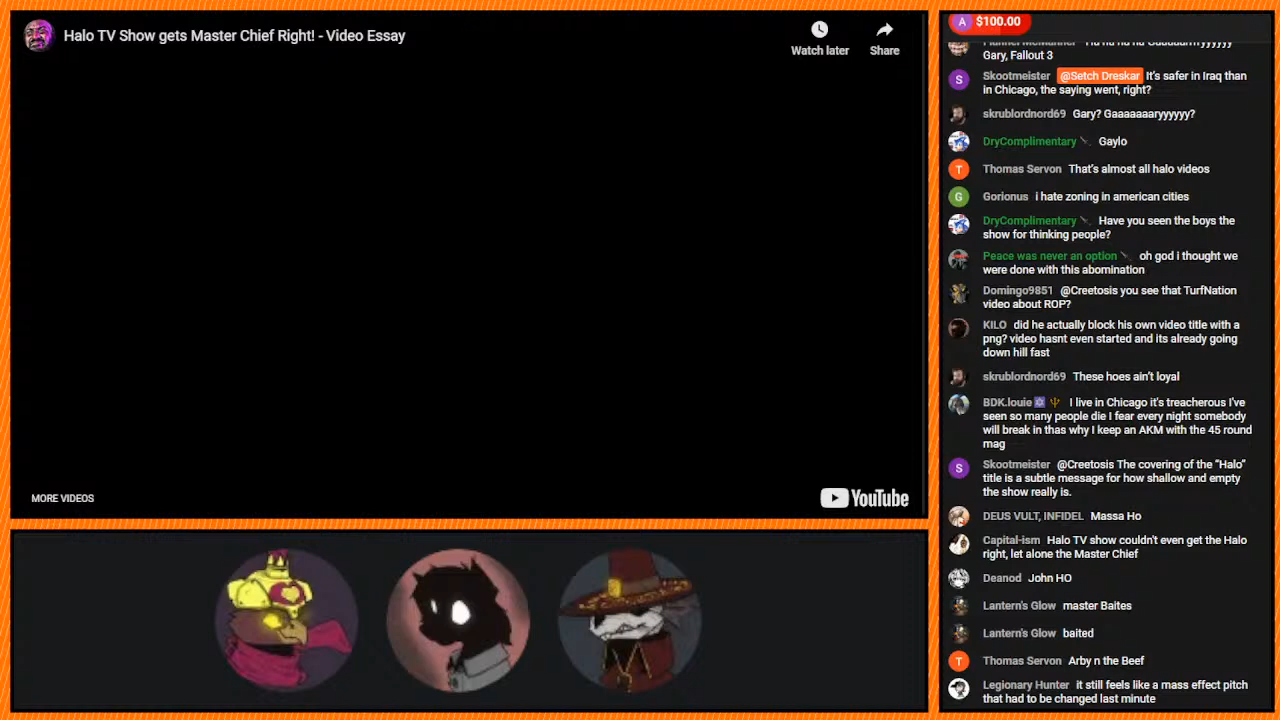 Halo TV Show gets Master Chief Right! - Video Essay
Watch later
Share
MORE VIDEOS
YouTube
A $100.00
Gary, Fallout 3
S Skootmeister @Setch Dreskar It's safer in Iraq than
in Chicago, the saying went, right?
skrublordnord69 Gary? Gaaaaaaaryyyyyy?
DryComplimentary Gaylo
T Thomas Servon That's almost all halo videos
G Gorionus i hate zoning in american cities
DryComplimentary Have you seen the boys the
show for thinking people?
Peace was never an option oh god i thought we
were done with this abomination
Domingo9851 @Creetosis you see that TurfNation
video about ROP?
KILO did he actually block his own video title with a
png? video hasnt even started and its already going
down hill fast
skrublordnord69 These hoes ain't loyal
BDK.louie I live in Chicago it's treacherous I've
seen so many people die I fear every night somebody
will break in thas why I keep an AKM with the 45 round
mag
S Skootmeister @Creetosis The covering of the "Halo"
title is a subtle message for how shallow and empty
the show really is.
DEUS VULT, INFIDEL Massa Ho
Capital-ism Halo TV show couldn't even get the Halo
right, let alone the Master Chief
Deanod John HO
Lantern's Glow master Baites
Lantern's Glow baited
T Thomas Servon Arby n the Beef
Legionary Hunter it still feels like a mass effect pitch
that had to be changed last minute